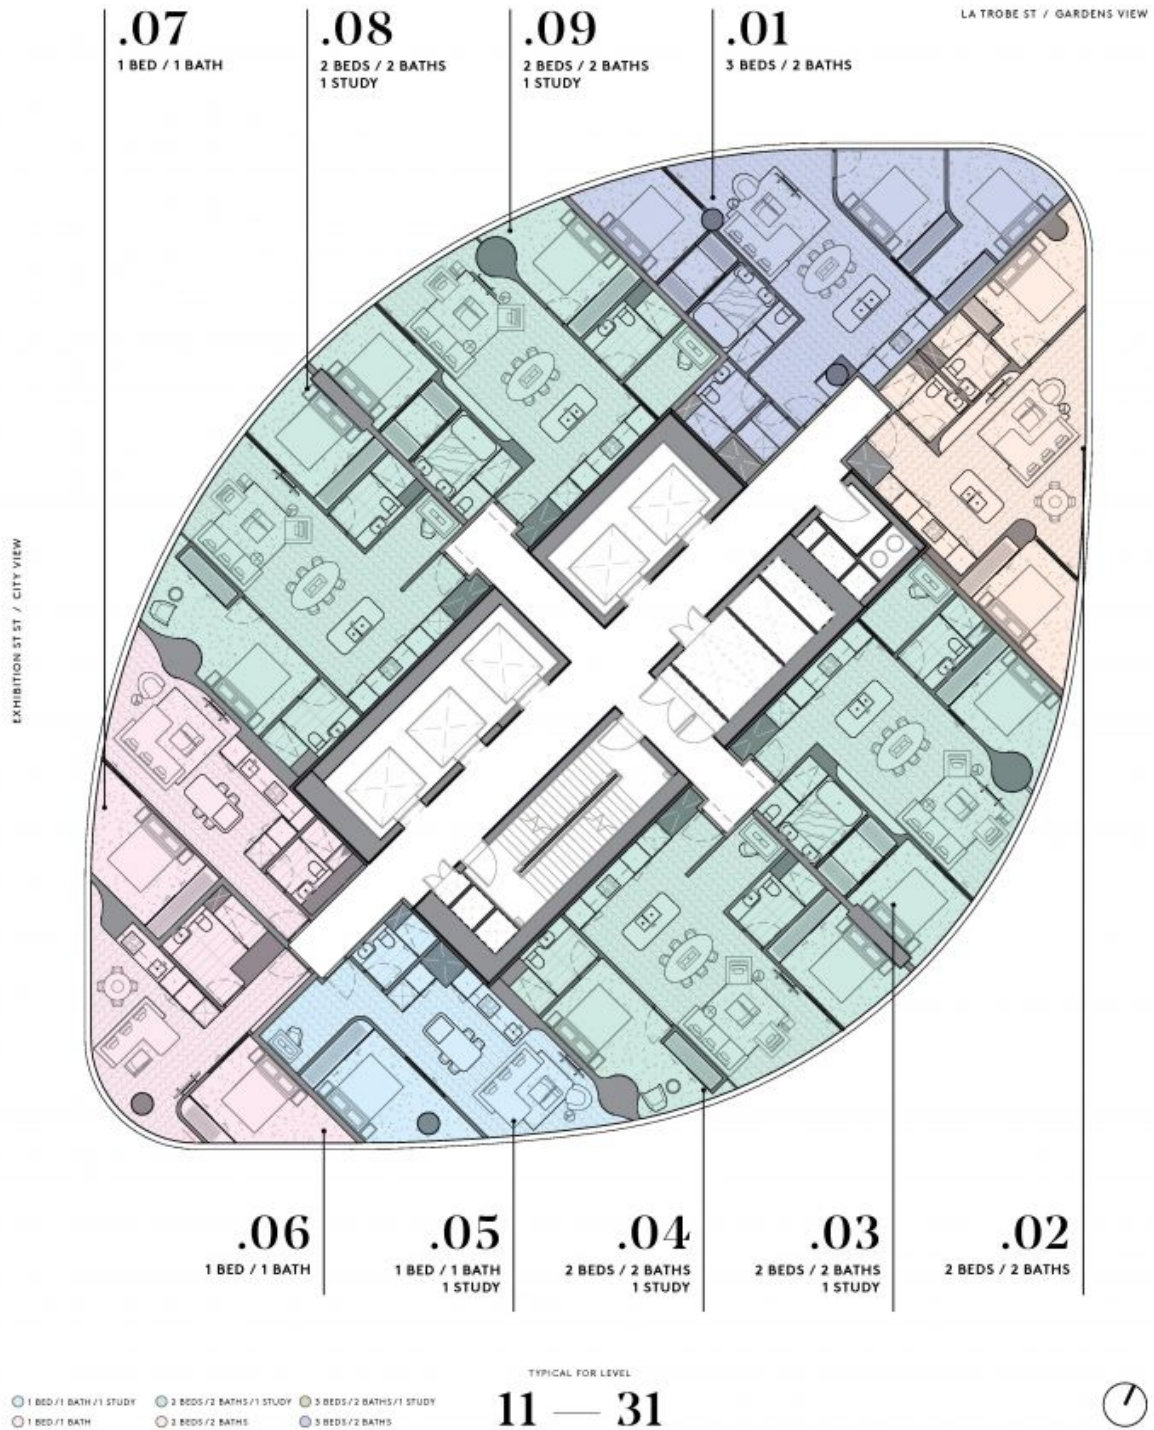 LA TROBE ST / GARDENS VIEW
.07
1 BED / 1 BATH
.08
2 BEDS / 2 BATHS
1 STUDY
.09
2 BEDS / 2 BATHS
1 STUDY
.01
3 BEDS / 2 BATHS
EXHIBITION ST ST / CITY VIEW
.06
1 BED / 1 BATH
.05
1 BED / 1 BATH
1 STUDY
.04
2 BEDS / 2 BATHS
1 STUDY
.03
2 BEDS / 2 BATHS
1 STUDY
.02
2 BEDS / 2 BATHS
TYPICAL FOR LEVEL
11 — 31
1 BED / 1 BATH / 1 STUDY
2 BEDS / 2 BATHS / 1 STUDY
3 BEDS / 2 BATHS / 1 STUDY
1 BED / 1 BATH
2 BEDS / 2 BATHS
3 BEDS / 2 BATHS